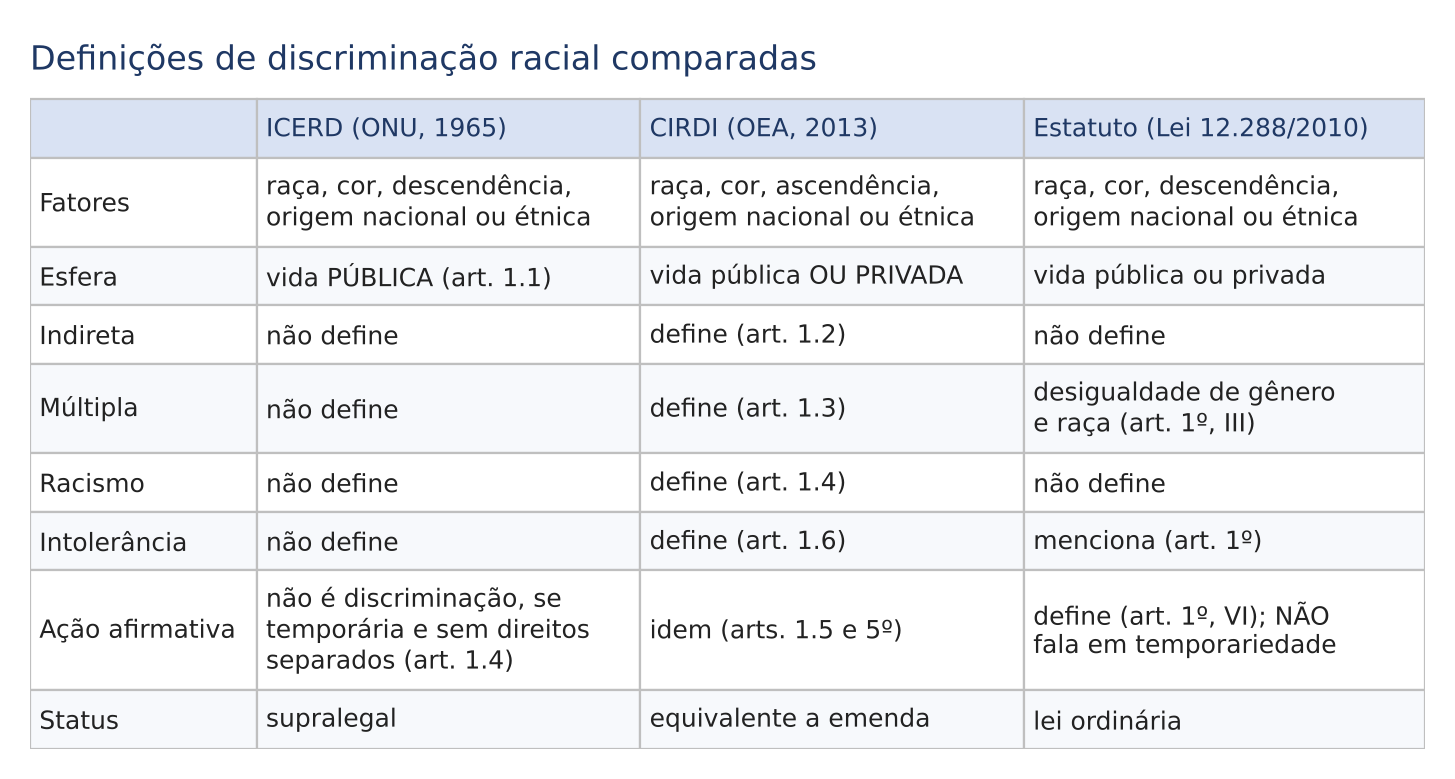 Definições de discriminação racial comparadas
ICERD (ONU, 1965)
CIRDI (OEA, 2013)
Estatuto (Lei 12.288/2010)
Fatores
raça, cor, descendência,
origem nacional ou étnica
raça, cor, ascendência,
origem nacional ou étnica
raça, cor, descendência,
origem nacional ou étnica
Esfera
vida PÚBLICA (art. 1.1)
vida pública OU PRIVADA
vida pública ou privada
Indireta
não define
define (art. 1.2)
não define
Múltipla
não define
define (art. 1.3)
desigualdade de gênero
e raça (art. 1º, III)
Racismo
não define
define (art. 1.4)
não define
Intolerância
não define
define (art. 1.6)
menciona (art. 1º)
Ação afirmativa
não é discriminação, se
temporária e sem direitos
separados (art. 1.4)
idem (arts. 1.5 e 5º)
define (art. 1º, VI); NÃO
fala em temporariedade
Status
supralegal
equivalente a emenda
lei ordinária